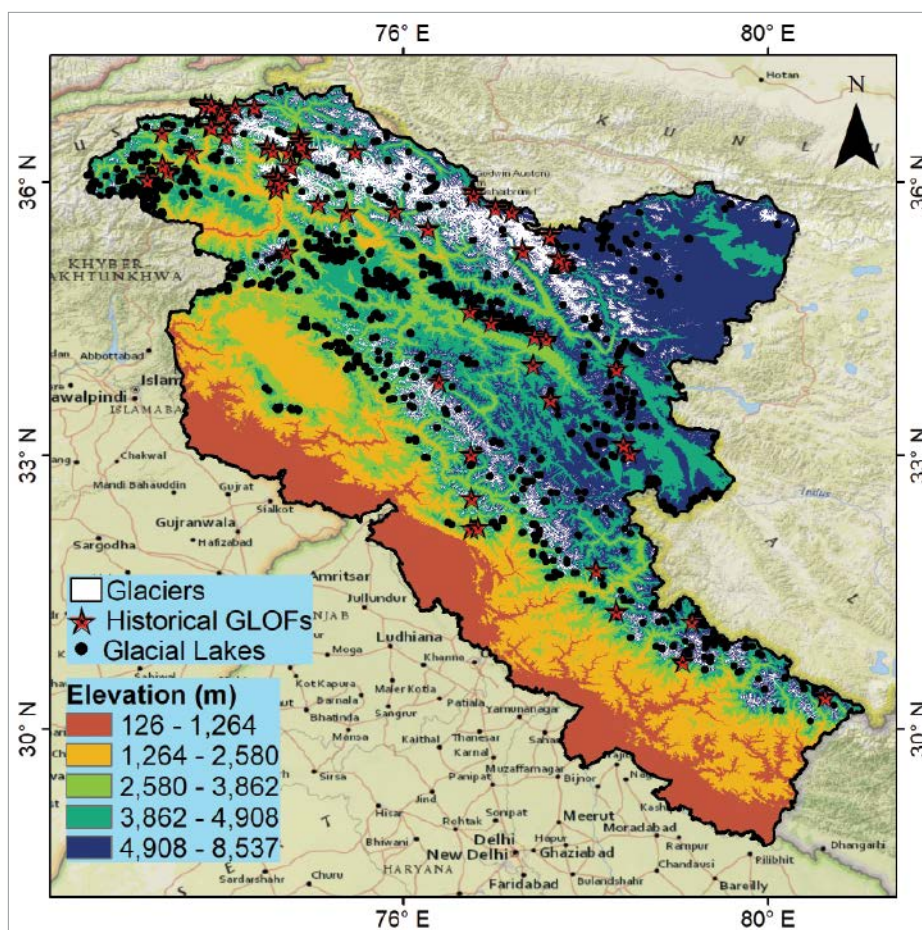 76° E
80° E
Hotan
N
K U N L U
U S
36° N
36° N
Godwin Austen
KHYBER
AKHTUNKHWA
Abbottabad
Islam
awalpindi
ISLAMABA
33° N
33° N
Chakwal
Mandi Bahauddin
Gujrat
Sialkot
Indus
Gujranwala
Sargodha
Hafizabad
Amritsar
Jullundur
NJAB
Ludhiana
Moga
Khanna
Glaciers
Historical GLOFs
Glacial Lakes
Kot Kapura
Maler Kotla
Barnala
Patiala
Bhatinda
Sangrur
Yamunanagar
30° N
30° N
Mansa
Thanesar
Kaithal
Karnal
Muzaffarnagar
Sirsa
Panipat
Bijnor
Jind
Hisar
Sonipat
Meerut
Rohtak
Moradabad
Bhiwani
Delhi
Hapur
Rampur
Dhangarhi
New Delhi
Ghaziabad
Chandausi
Pilibhit
HARYANA
Sardarshahr
Churu
Faridabad
Bulandshahr
Bareilly
Elevation (m)
126 - 1,264
1,264 - 2,580
2,580 - 3,862
3,862 - 4,908
4,908 - 8,537
76° E
80° E